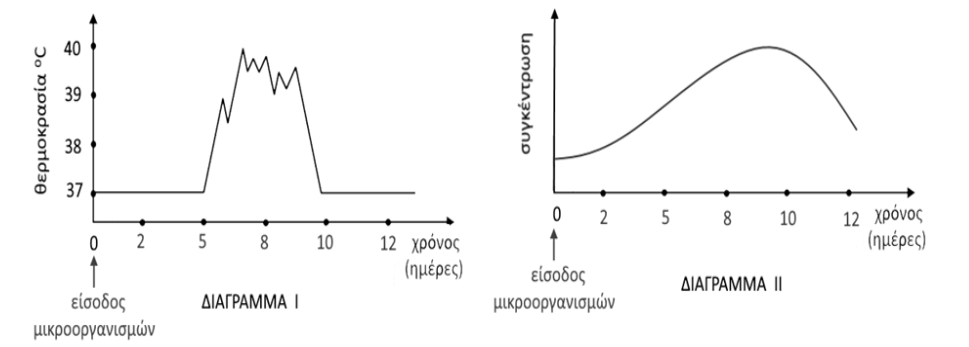 θερμοκρασία °C
40
39
38
37
0 2 5 8 10 12 χρόνος
(ημέρες)
είσοδος
μικροοργανισμών
ΔΙΑΓΡΑΜΜΑ Ι
συγκέντρωση
0 2 5 8 10 12 χρόνος
(ημέρες)
είσοδος
μικροοργανισμών
ΔΙΑΓΡΑΜΜΑ ΙΙ